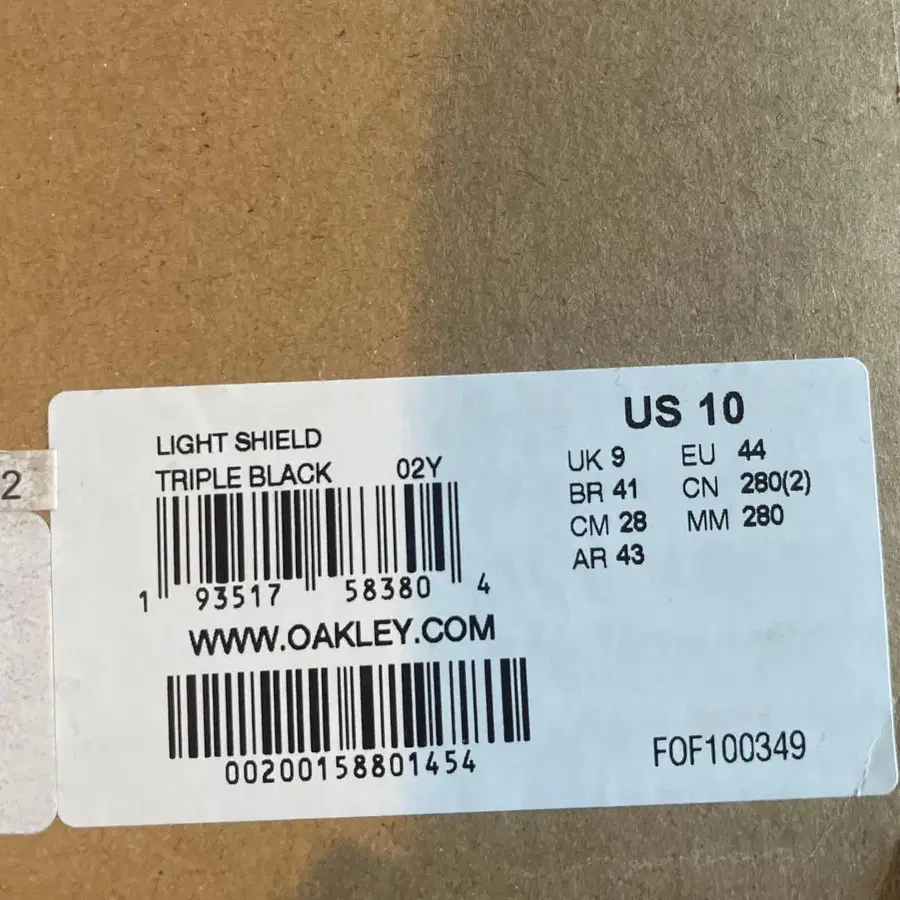 LIGHT SHIELD
TRIPLE BLACK 02Y
1 93517 58380 4
WWW.OAKLEY.COM
00200158801454
US 10
UK 9 EU 44
BR 41 CN 280(2)
CM 28 MM 280
AR 43
FOF100349
2